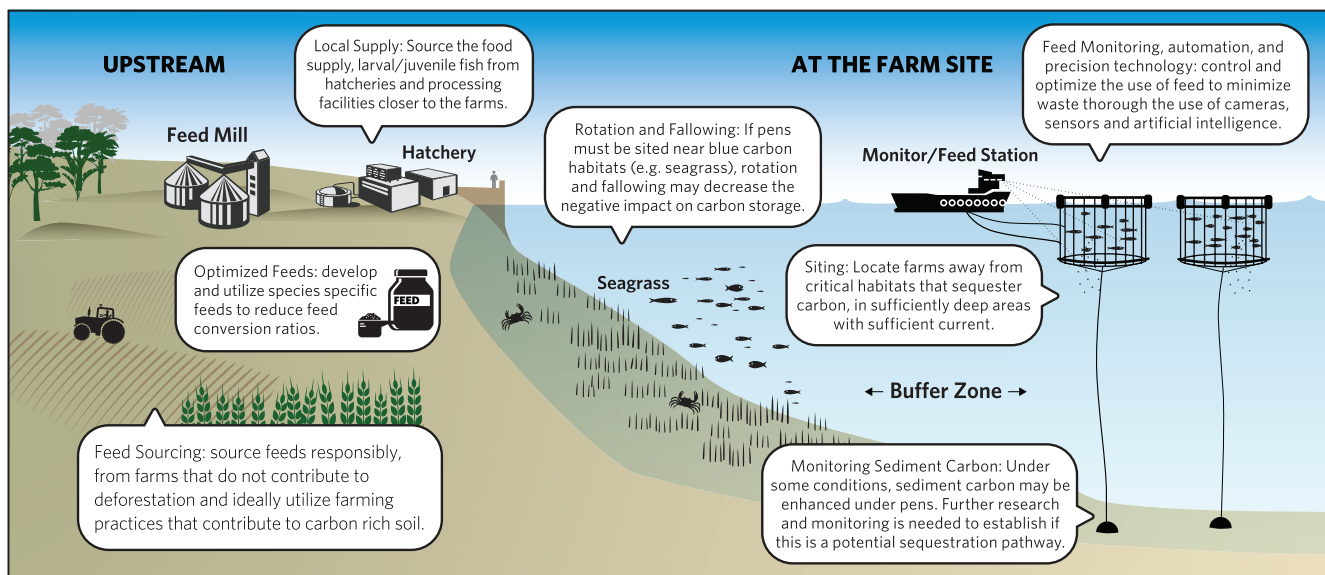 UPSTREAM
Local Supply: Source the food
supply, larval/juvenile fish from
hatcheries and processing
facilities closer to the farms.
Feed Mill
Hatchery
Optimized Feeds: develop
and utilize species specific
feeds to reduce feed
conversion ratios.
FEED
Feed Sourcing: source feeds responsibly,
from farms that do not contribute to
deforestation and ideally utilize farming
practices that contribute to carbon rich soil.
Rotation and Fallowing: If pens
must be sited near blue carbon
habitats (e.g. seagrass), rotation
and fallowing may decrease the
negative impact on carbon storage.
Seagrass
AT THE FARM SITE
Feed Monitoring, automation, and
precision technology: control and
optimize the use of feed to minimize
waste thorough the use of cameras,
sensors and artificial intelligence.
Monitor/Feed Station
Siting: Locate farms away from
critical habitats that sequester
carbon, in sufficiently deep areas
with sufficient current.
← Buffer Zone →
Monitoring Sediment Carbon: Under
some conditions, sediment carbon may be
enhanced under pens. Further research
and monitoring is needed to establish if
this is a potential sequestration pathway.